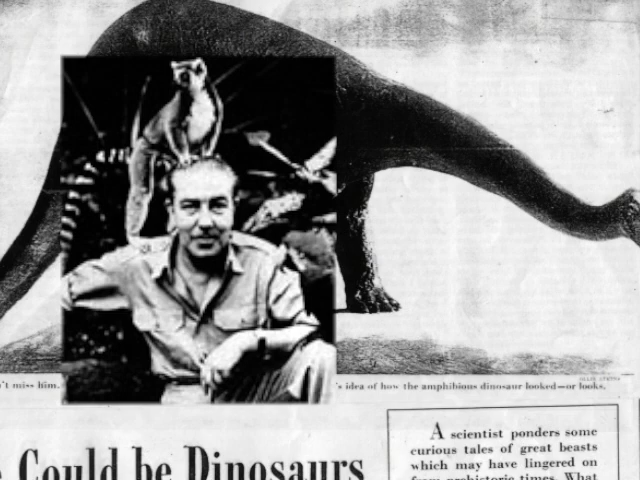 't miss him.
's idea of how the amphibious dinosaur looked—or looks.
Could be Dinosaurs
A scientist ponders some
curious tales of great beasts
which may have lingered on
from prehistoric times. What